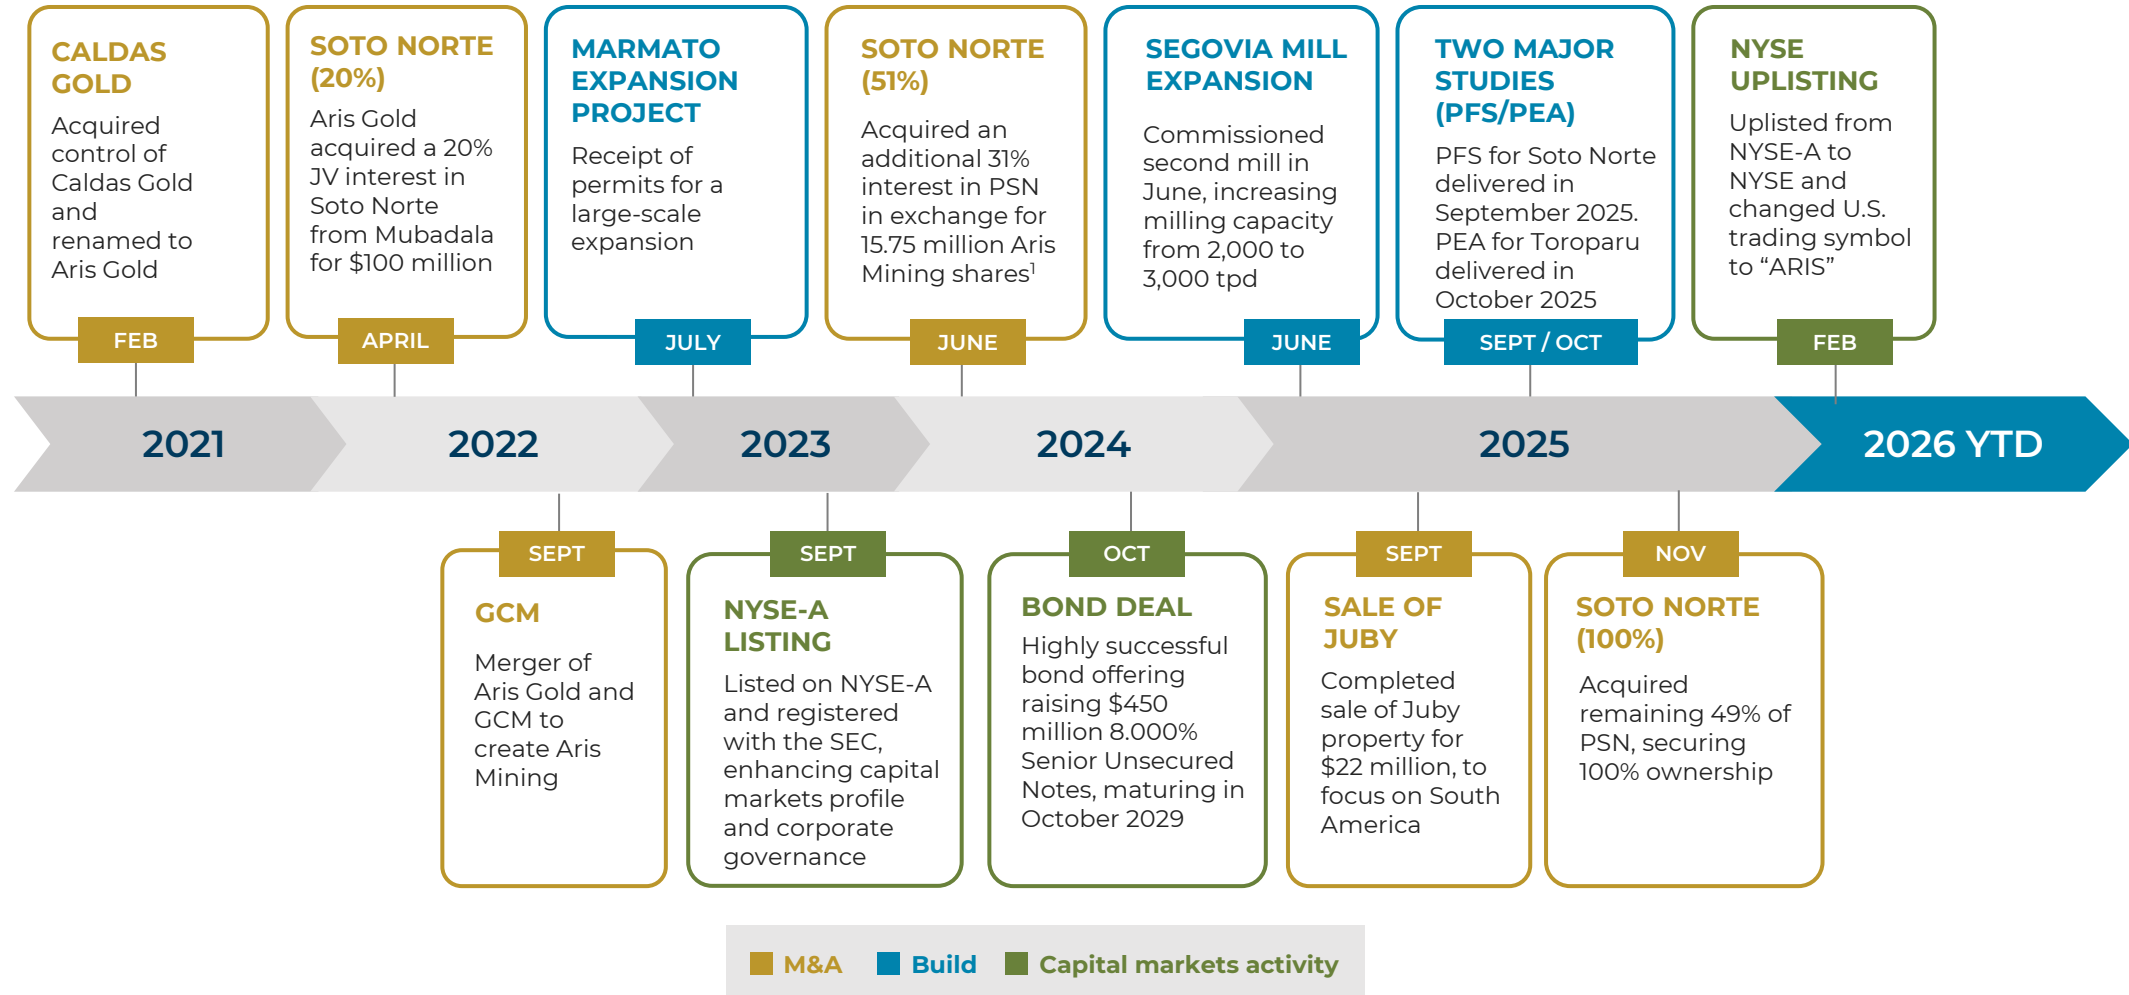 CALDAS
GOLD
Acquired
control of
Caldas Gold
and
renamed to
Aris Gold
FEB
SOTO NORTE
(20%)
Aris Gold
acquired a 20%
JV interest in
Soto Norte
from Mubadala
for $100 million
APRIL
MARMATO
EXPANSION
PROJECT
Receipt of
permits for a
large-scale
expansion
JULY
SOTO NORTE
(51%)
Acquired an
additional 31%
interest in PSN
in exchange for
15.75 million Aris
Mining shares¹
JUNE
SEGOVIA MILL
EXPANSION
Commissioned
second mill in
June, increasing
milling capacity
from 2,000 to
3,000 tpd
JUNE
TWO MAJOR
STUDIES
(PFS/PEA)
PFS for Soto Norte
delivered in
September 2025.
PEA for Toroparu
delivered in
October 2025
SEPT / OCT
NYSE
UPLISTING
Uplisted from
NYSE-A to
NYSE and
changed U.S.
trading symbol
to “ARIS”
FEB
2021
2022
2023
2024
2025
2026 YTD
SEPT
GCM
Merger of
Aris Gold and
GCM to
create Aris
Mining
SEPT
NYSE-A
LISTING
Listed on NYSE-A
and registered
with the SEC,
enhancing capital
markets profile
and corporate
governance
OCT
BOND DEAL
Highly successful
bond offering
raising $450
million 8.000%
Senior Unsecured
Notes, maturing in
October 2029
SEPT
SALE OF
JUBY
Completed
sale of Juby
property for
$22 million, to
focus on South
America
NOV
SOTO NORTE
(100%)
Acquired
remaining 49% of
PSN, securing
100% ownership
M&A
Build
Capital markets activity